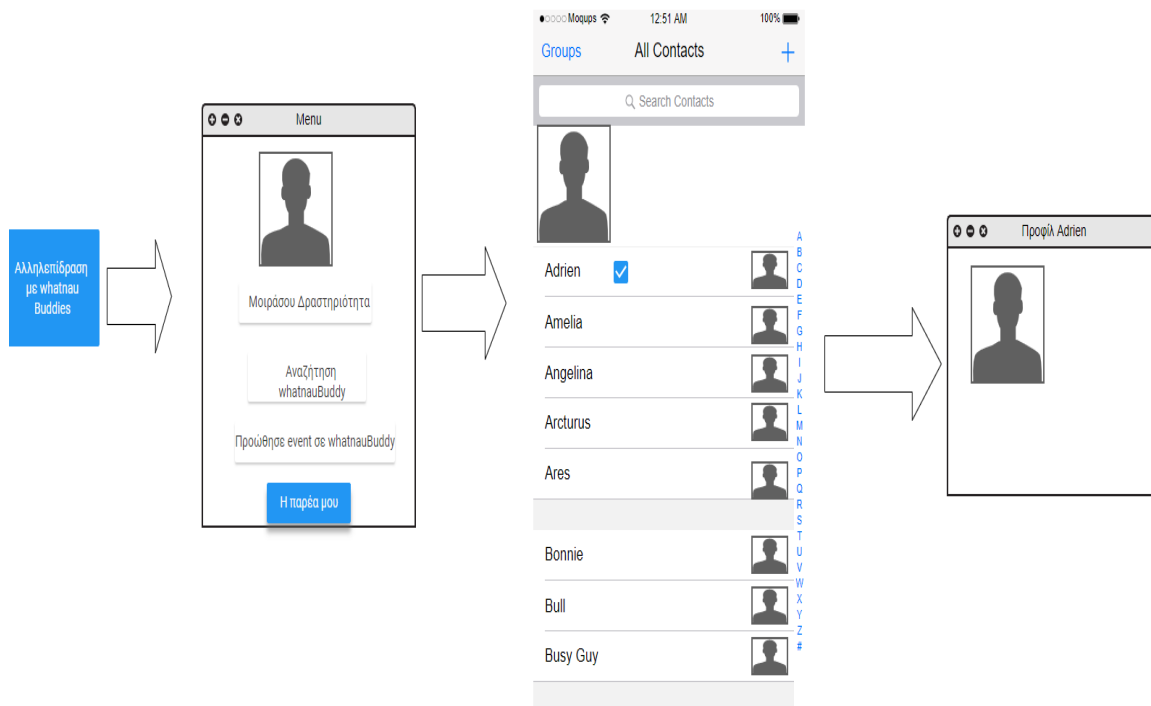 Αλληλεπίδραση
με whatnau
Buddies
Menu
Μοιράσου Δραστηριότητα
Αναζήτηση
whatnauBuddy
Προώθησε event σε whatnauBuddy
Η παρέα μου
Moqups 12:51 AM 100%
Groups All Contacts +
Search Contacts
Adrien
Amelia
Angelina
Arcturus
Ares
Bonnie
Bull
Busy Guy
A
B
C
D
E
F
G
H
I
J
K
L
M
N
O
P
Q
R
S
T
U
V
W
X
Y
Z
#
Προφίλ Adrien